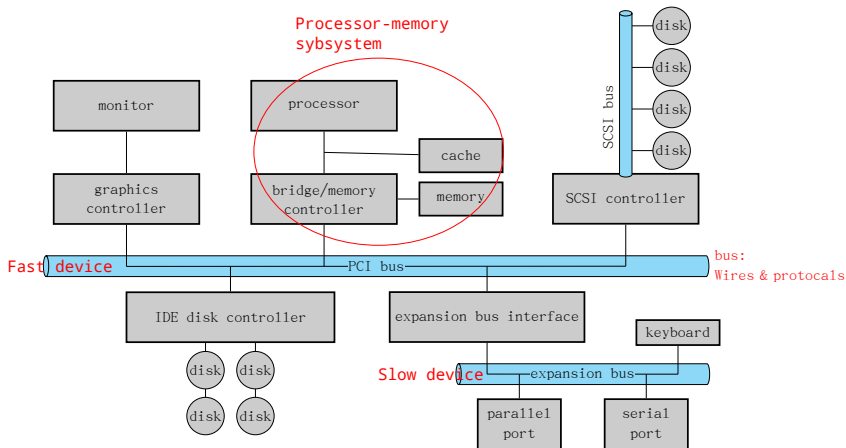 Processor-memory
sybsystem
disk
disk
disk
disk
SCSI bus
monitor
processor
cache
graphics
controller
bridge/memory
controller
memory
SCSI controller
Fast device
PCI bus
bus:
Wires & protocals
IDE disk controller
expansion bus interface
keyboard
disk
disk
disk
disk
Slow device
expansion bus
parallel
port
serial
port